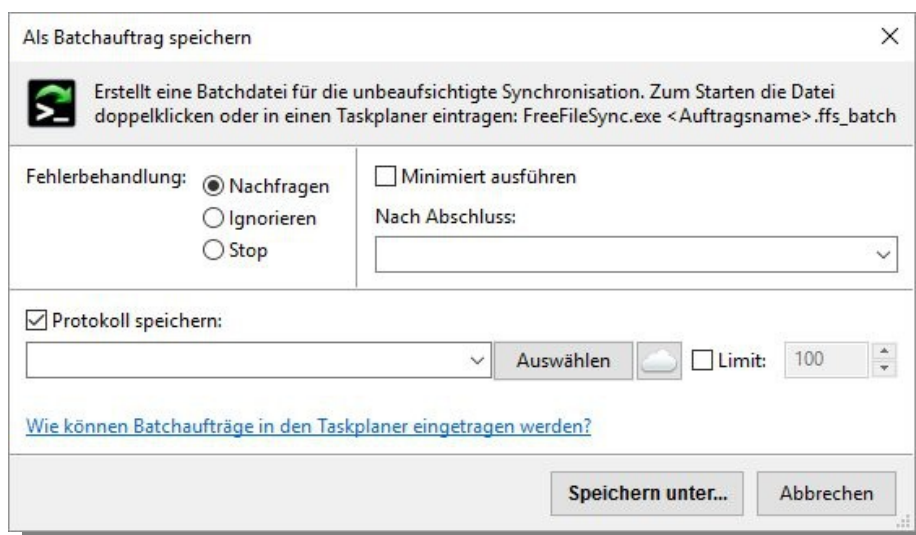 Als Batchauftrag speichern
Erstellt eine Batchdatei für die unbeaufsichtigte Synchronisation. Zum Starten die Datei
doppelklicken oder in einen Taskplaner eintragen: FreeFileSync.exe <Auftragsname>.ffs_batch
Fehlerbehandlung:
Nachfragen
Ignorieren
Stop
Minimiert ausführen
Nach Abschluss:
Protokoll speichern:
Auswählen
Limit:
100
Wie können Batchaufträge in den Taskplaner eingetragen werden?
Speichern unter...
Abbrechen